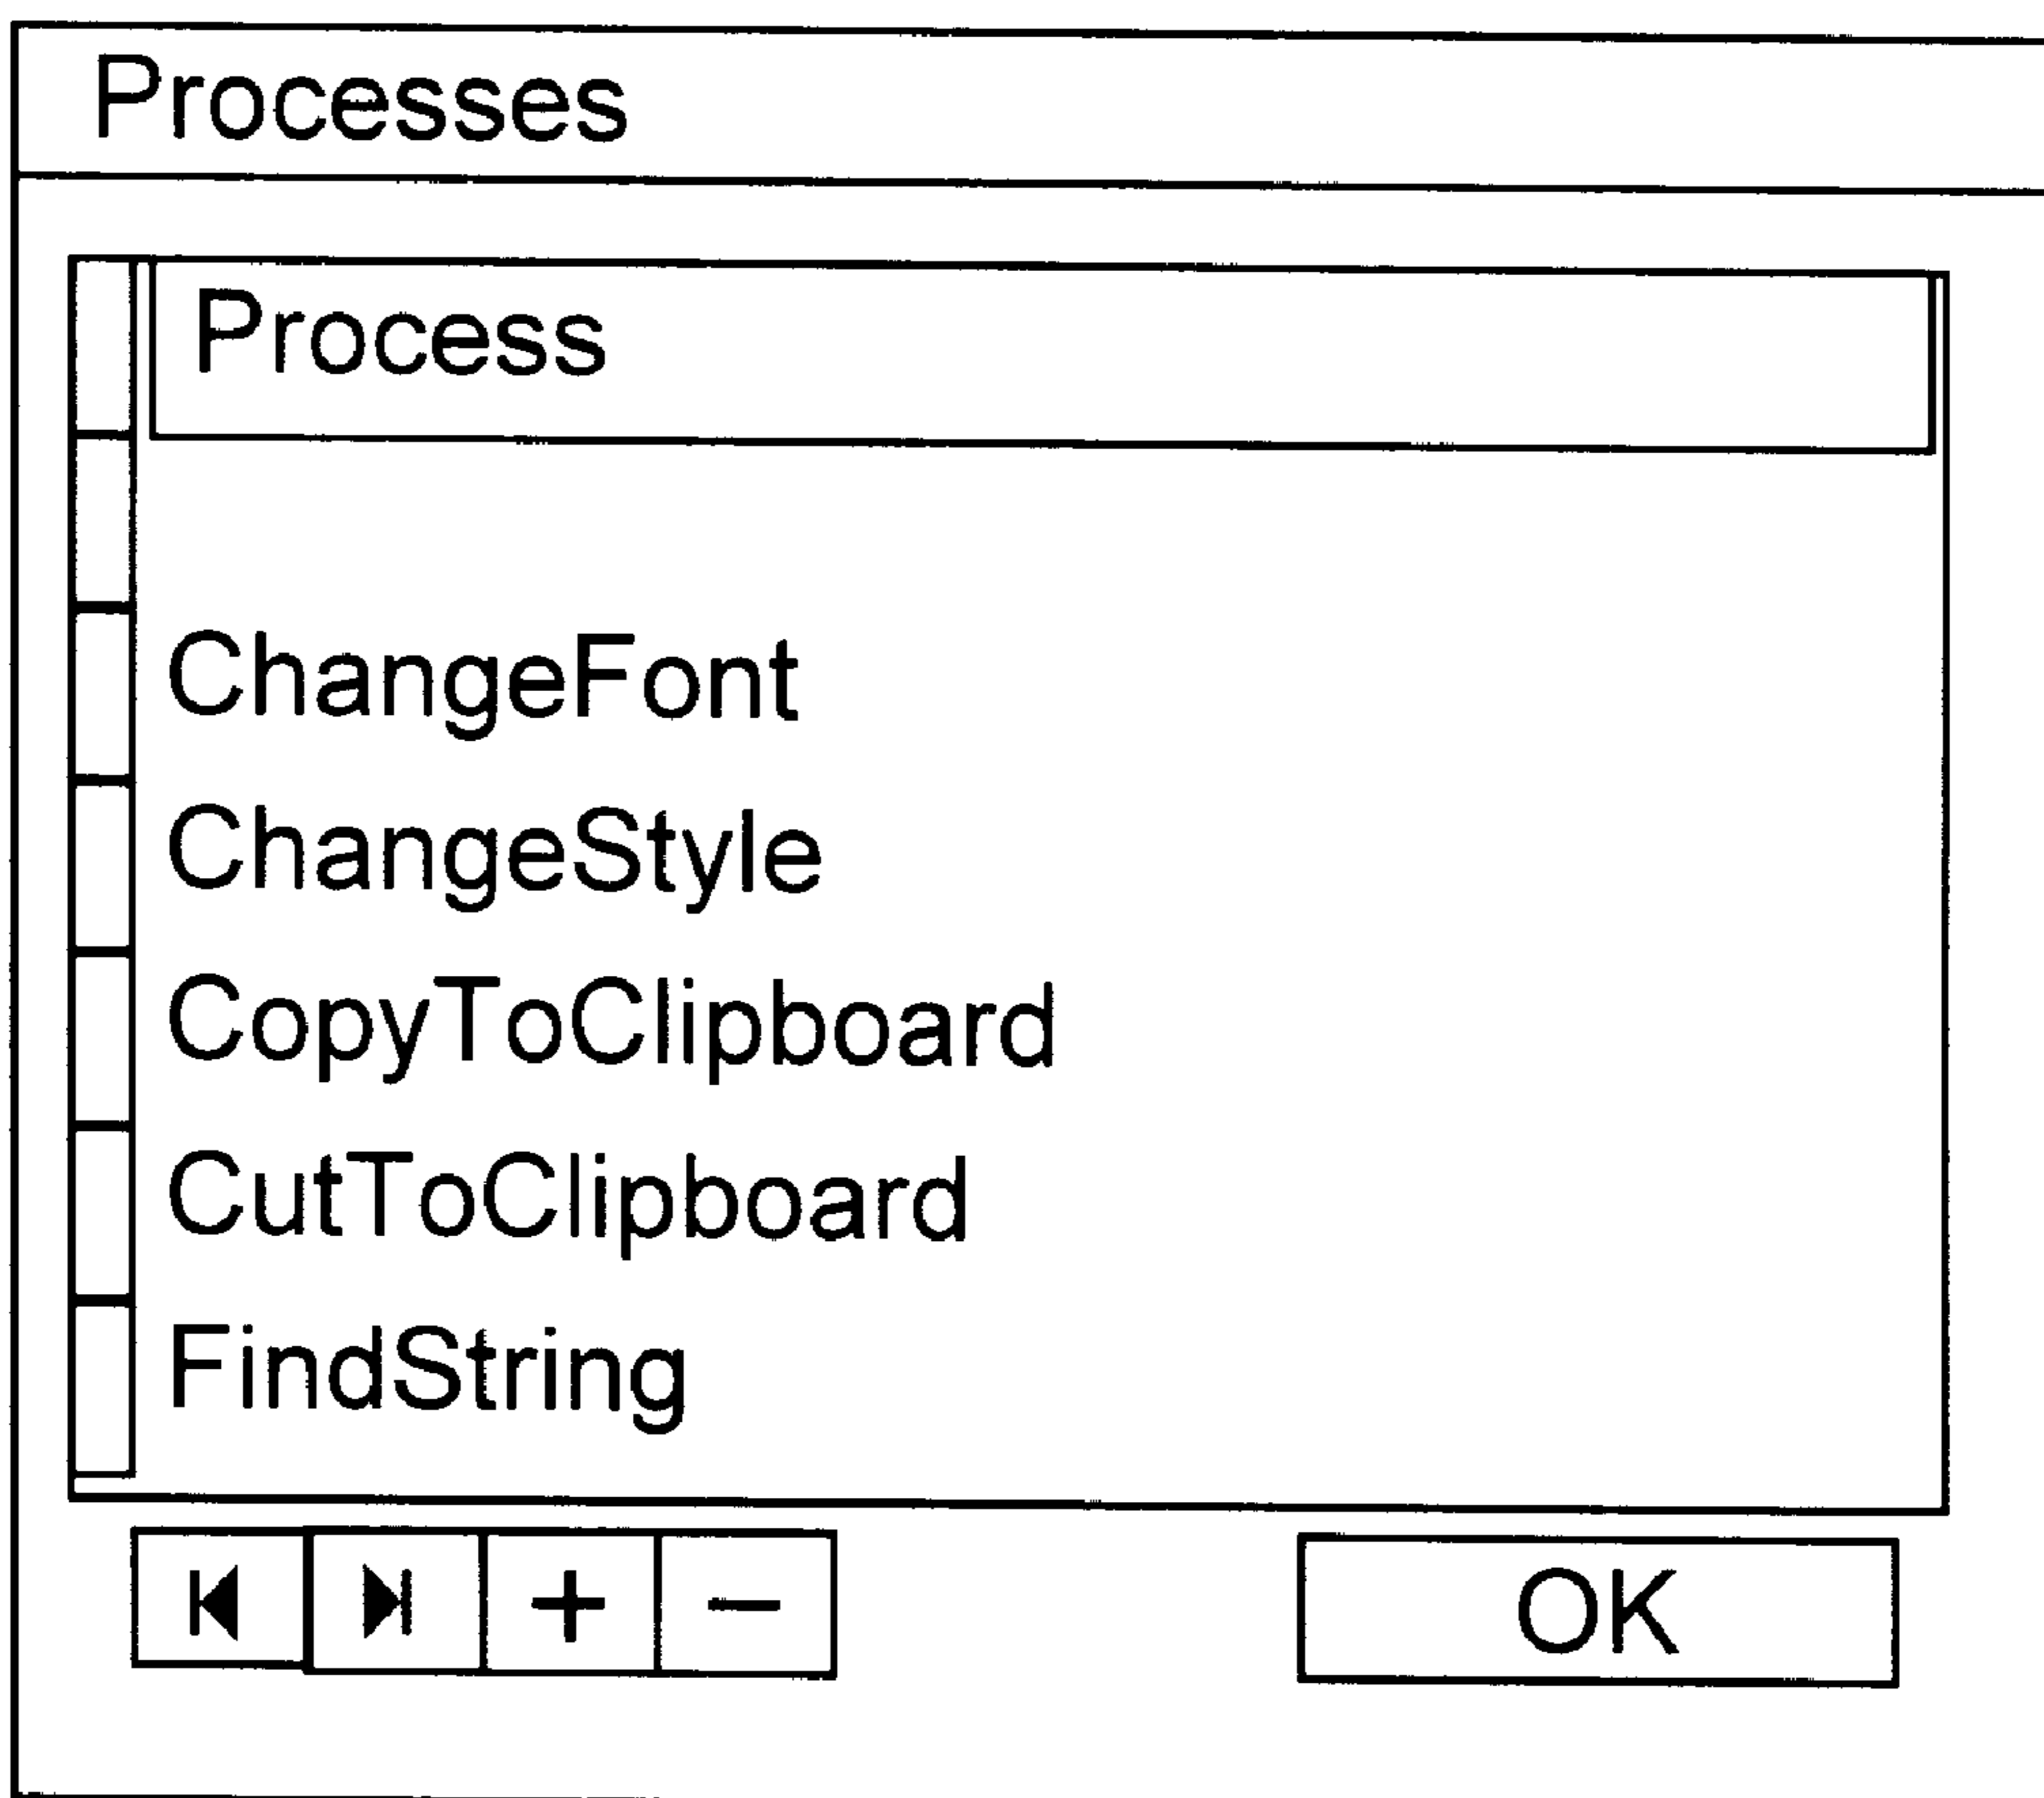 Processes
Process
ChangeFont
ChangeStyle
CopyToClipboard
CutToClipboard
FindString
+ −
OK